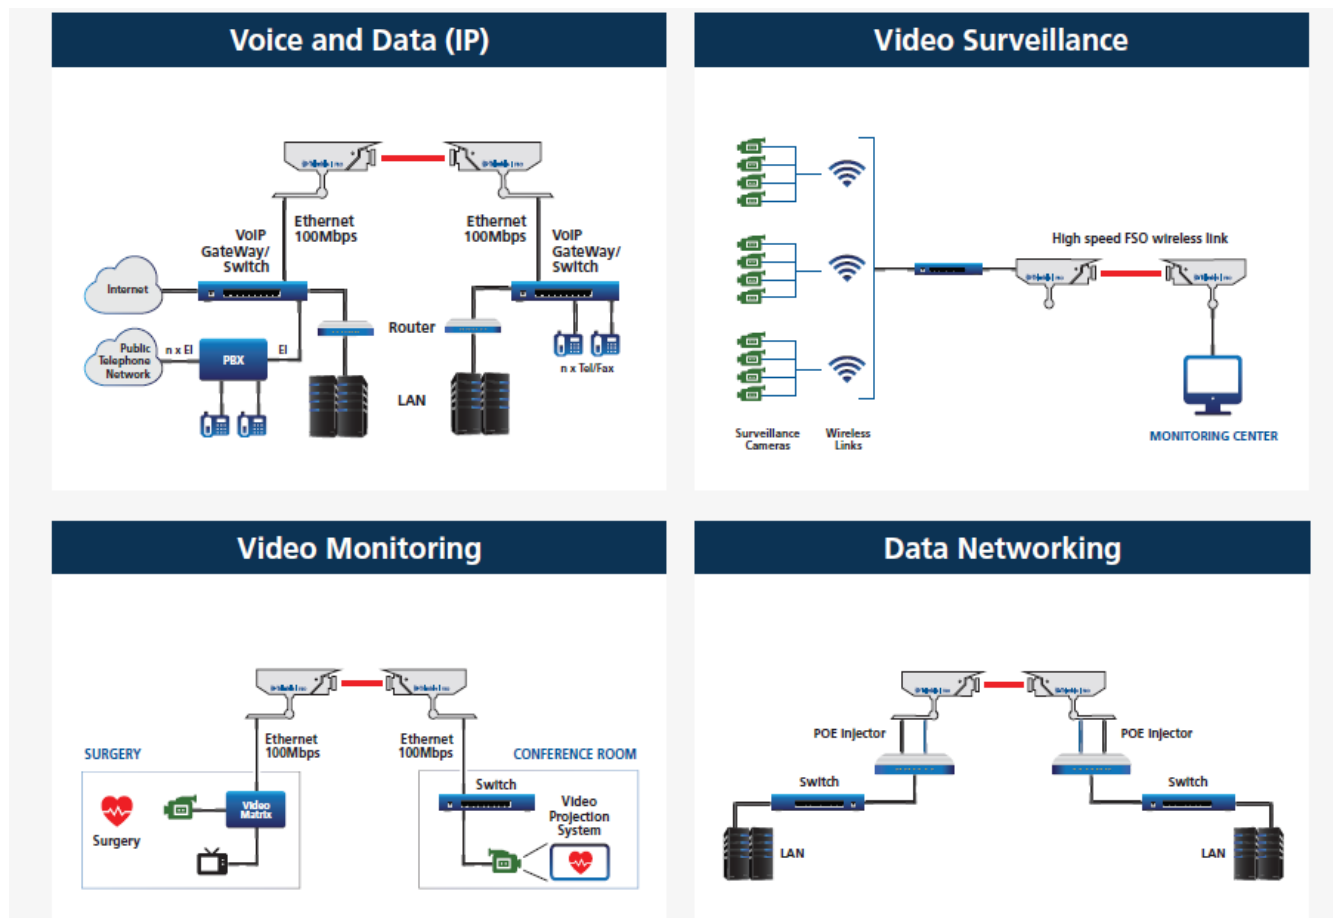 Voice and Data (IP)
Ethernet
100Mbps
Ethernet
100Mbps
VoIP
GateWay/
Switch
VoIP
GateWay/
Switch
Internet
Public
Telephone
Network
n x EI
PBX
EI
Router
LAN
n x Tel/Fax
Video Surveillance
High speed FSO wireless link
Surveillance
Cameras
Wireless
Links
MONITORING CENTER
Video Monitoring
Ethernet
100Mbps
Ethernet
100Mbps
SURGERY
CONFERENCE ROOM
Surgery
Video
Matrix
Switch
Video
Projection
System
Data Networking
POE Injector
POE Injector
Switch
Switch
LAN
LAN